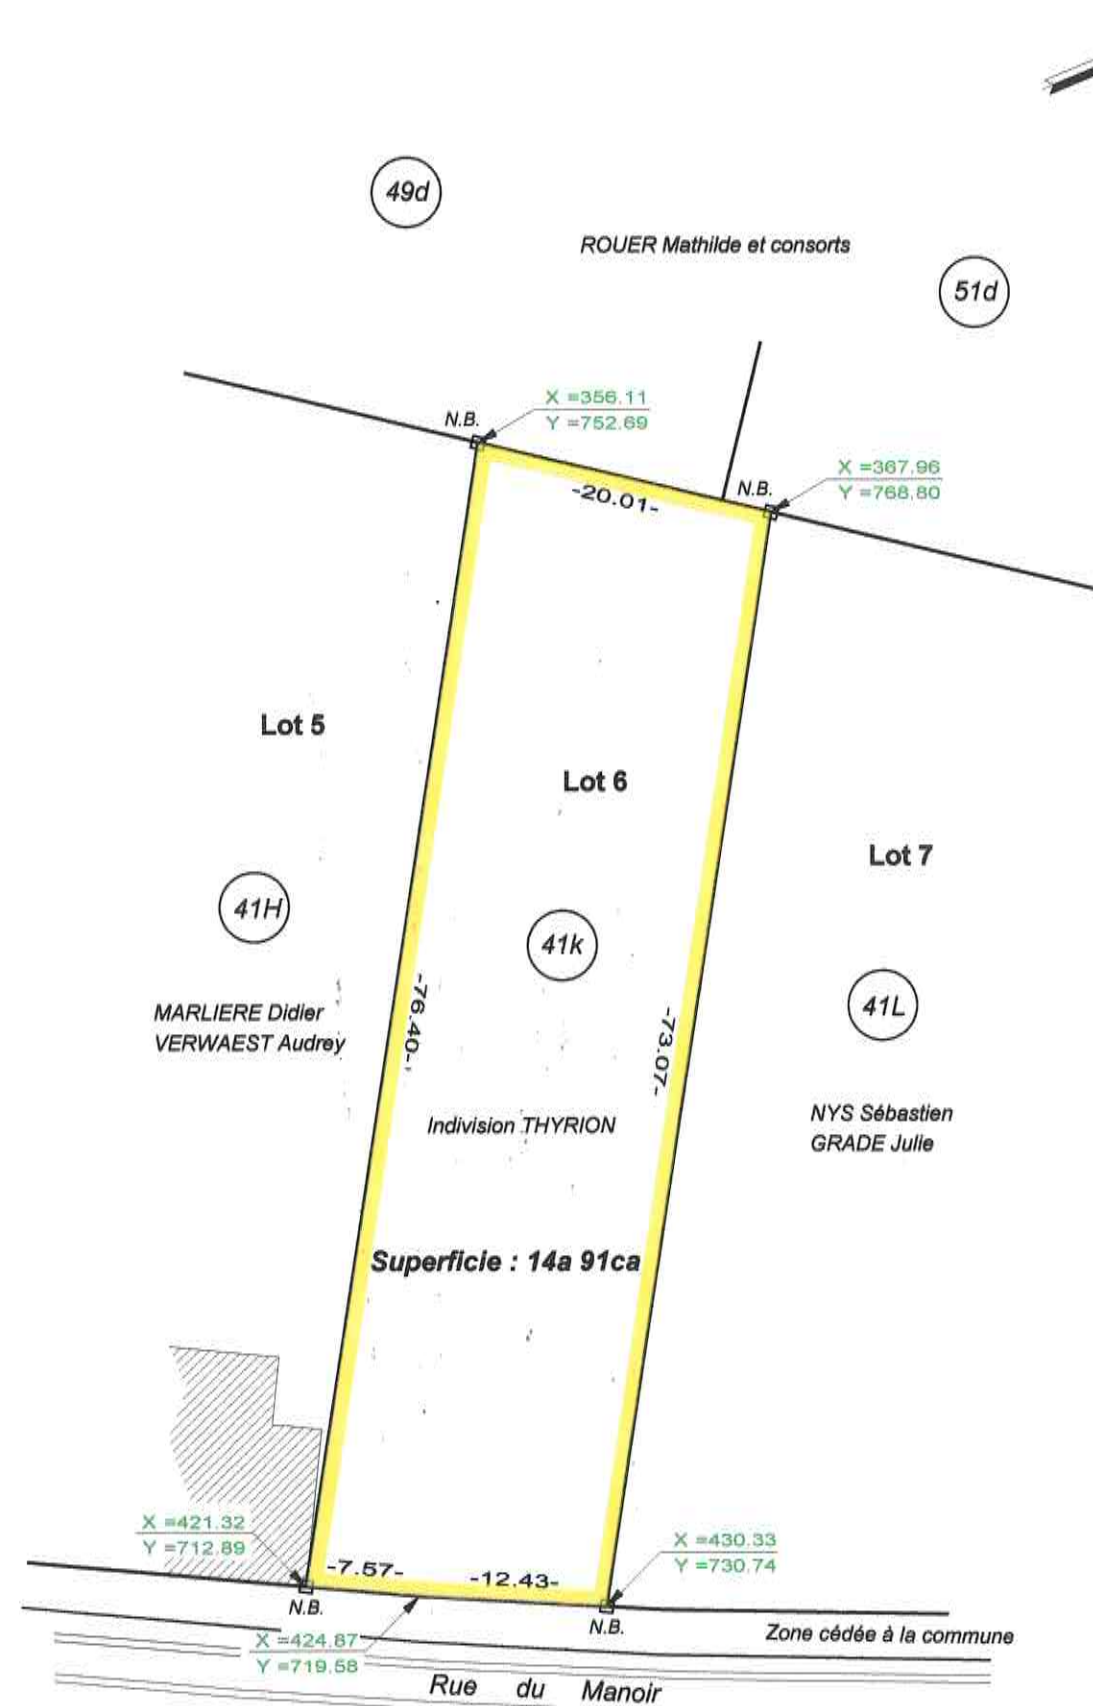 49d
ROUER Mathilde et consorts
51d
X =356.11
Y =752.69
N.B.
X =367.96
Y =768.80
N.B.
-20.01-
Lot 5
Lot 6
Lot 7
41H
41k
41L
MARLIERE Didier
VERWAEST Audrey
-76.40-
-73.07-
Indivision THYRION
NYS Sébastien
GRADE Julie
Superficie : 14a 91ca
X =421.32
Y =712.89
X =430.33
Y =730.74
-7.57-
-12.43-
N.B.
N.B.
X =424.87
Y =719.58
Zone cédée à la commune
Rue du Manoir